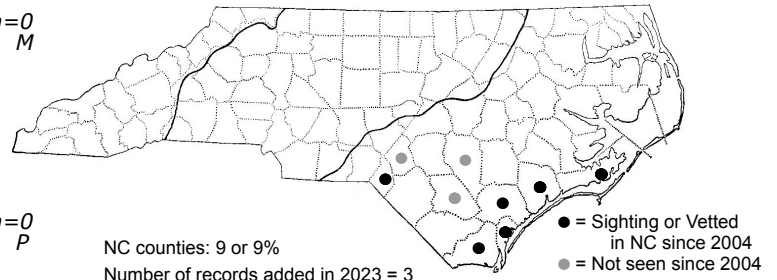 n=0
M
n=0
P
NC counties: 9 or 9%
Number of records added in 2023 = 3
● = Sighting or Vetted
in NC since 2004
● = Not seen since 2004